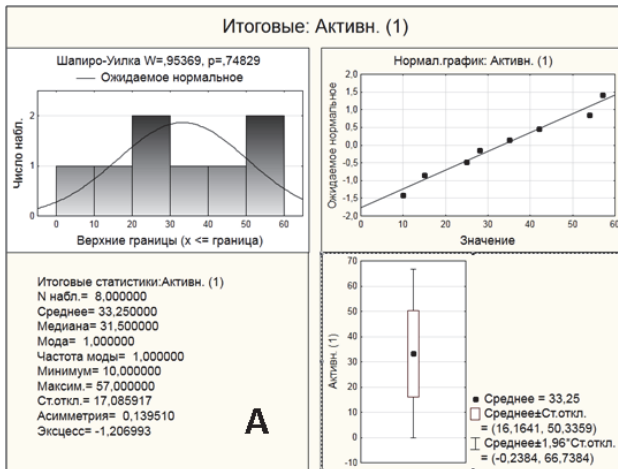 Итоговые: Активн. (1)
Шапиро-Уилка W=,95369, p=,74829
Ожидаемое нормальное
Число набл.
2
1
0
0 10 20 30 40 50 60
Верхние границы (x <= граница)
Нормал.график: Активн. (1)
Ожидаемое нормальное
2,0
1,5
1,0
0,5
0,0
-0,5
-1,0
-1,5
-2,0
0 10 20 30 40 50 60
Значение
Итоговые статистики:Активн. (1)
N набл.= 8,000000
Среднее= 33,250000
Медиана= 31,500000
Мода= 1,000000
Частота моды= 1,000000
Минимум= 10,000000
Максим.= 57,000000
Ст.откл.= 17,085917
Асимметрия= 0,139510
Эксцесс= -1,206993
A
Активн. (1)
70
60
50
40
30
20
10
0
-10
Среднее = 33,25
Среднее±Ст.откл.
= (16,1641, 50,3359)
Среднее±1,96*Ст.откл.
= (-0,2384, 66,7384)